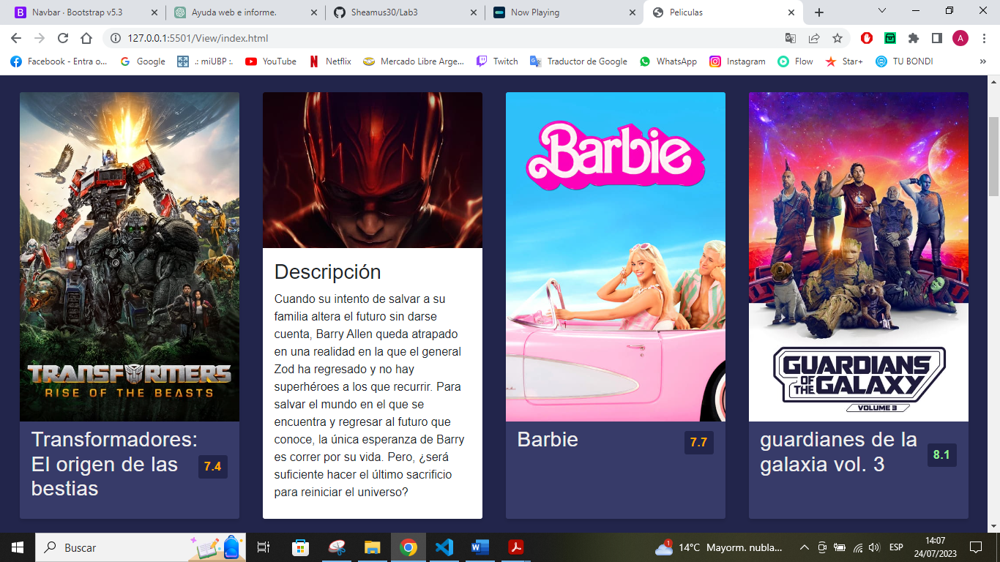 Navbar · Bootstrap v5.3
Ayuda web e informe.
Sheamus30/Lab3
Now Playing
Peliculas
127.0.0.1:5501/View/index.html
A
Facebook - Entra o...
Google
.: miUBP :.
YouTube
Netflix
Mercado Libre Arge...
Twitch
Traductor de Google
WhatsApp
Instagram
Flow
Star+
TU BONDI
»
TRANSFORMERS
RISE OF THE BEASTS
Transformadores:
El origen de las
bestias
7.4
Descripción
Cuando su intento de salvar a su
familia altera el futuro sin darse
cuenta, Barry Allen queda atrapado
en una realidad en la que el general
Zod ha regresado y no hay
superhéroes a los que recurrir. Para
salvar el mundo en el que se
encuentra y regresar al futuro que
conoce, la única esperanza de Barry
es correr por su vida. Pero, ¿será
suficiente hacer el último sacrificio
para reiniciar el universo?
Barbie
Barbie
7.7
GUARDIANS
OF THE
GALAXY
VOLUME 3
guardianes de la
galaxia vol. 3
8.1
Buscar
1
14°C Mayorm. nubla...
ESP
14:07
24/07/2023